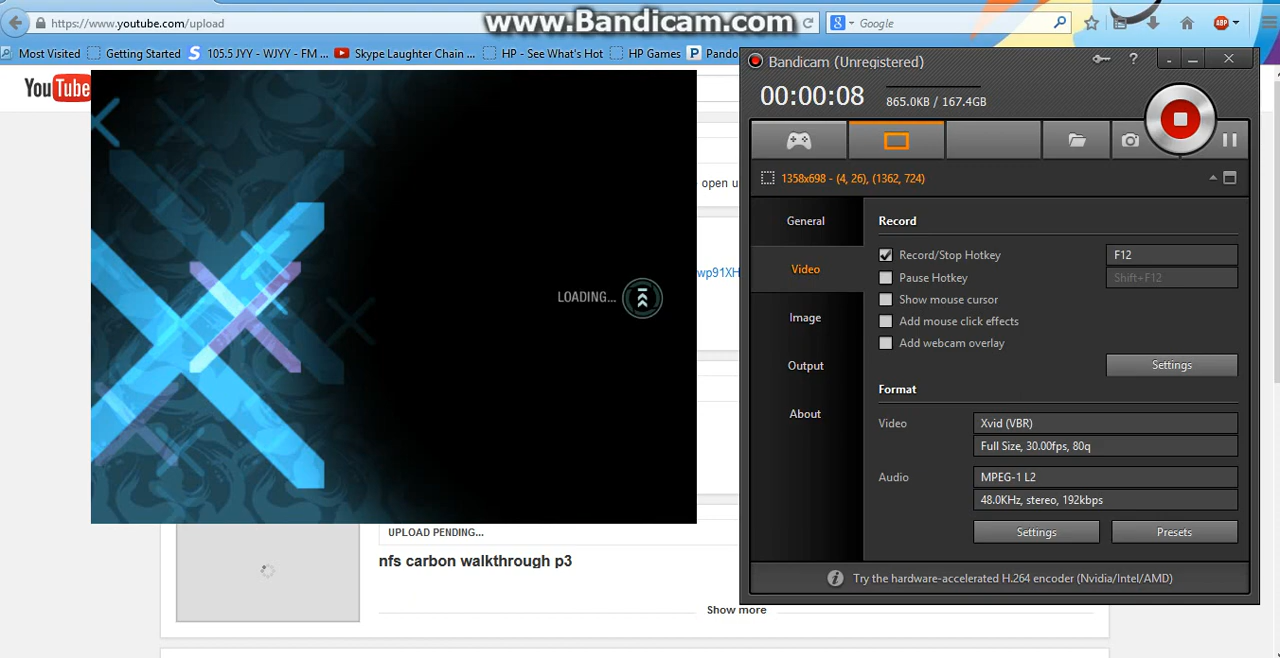 https://www.youtube.com/upload
www.Bandicam.com
Google
ABP
Most Visited
Getting Started
105.5 JYY - WJYY - FM ...
Skype Laughter Chain ...
HP - See What's Hot
HP Games
Pando
YouTube
open u
wp91XH
LOADING...
UPLOAD PENDING...
nfs carbon walkthrough p3
Show more
Bandicam (Unregistered)
00:00:08
865.0KB / 167.4GB
1358x698 - (4, 26), (1362, 724)
General
Video
Image
Output
About
Record
Record/Stop Hotkey
F12
Pause Hotkey
Shift+F12
Show mouse cursor
Add mouse click effects
Add webcam overlay
Settings
Format
Video
Xvid (VBR)
Full Size, 30.00fps, 80q
Audio
MPEG-1 L2
48.0KHz, stereo, 192kbps
Settings
Presets
Try the hardware-accelerated H.264 encoder (Nvidia/Intel/AMD)